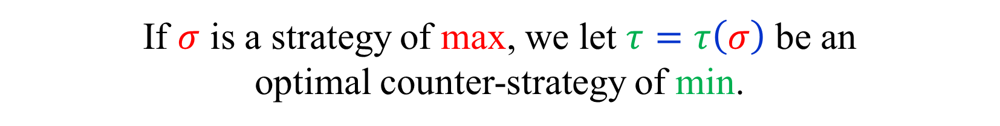 If σ is a strategy of max, we let τ = τ(σ) be an
optimal counter-strategy of min.